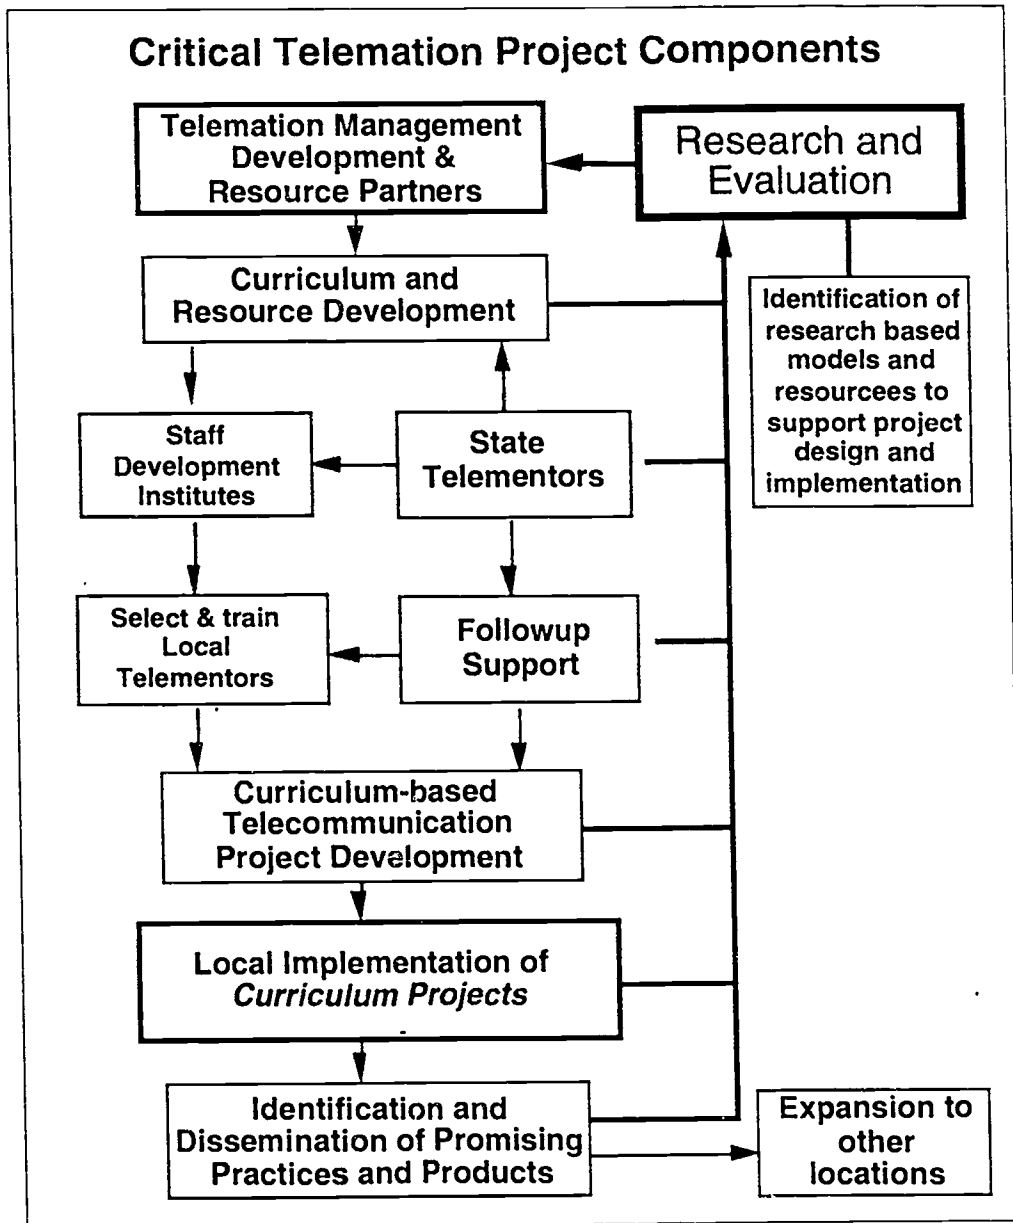 Critical Telemation Project Components
Telemation Management
Development &
Resource Partners
Research and
Evaluation
Curriculum and
Resource Development
Identification of
research based
models and
resourcees to
support project
design and
implementation
Staff
Development
Institutes
State
Telementors
Select & train
Local
Telementors
Followup
Support
Curriculum-based
Telecommunication
Project Development
Local Implementation of
Curriculum Projects
Identification and
Dissemination of Promising
Practices and Products
Expansion to
other
locations